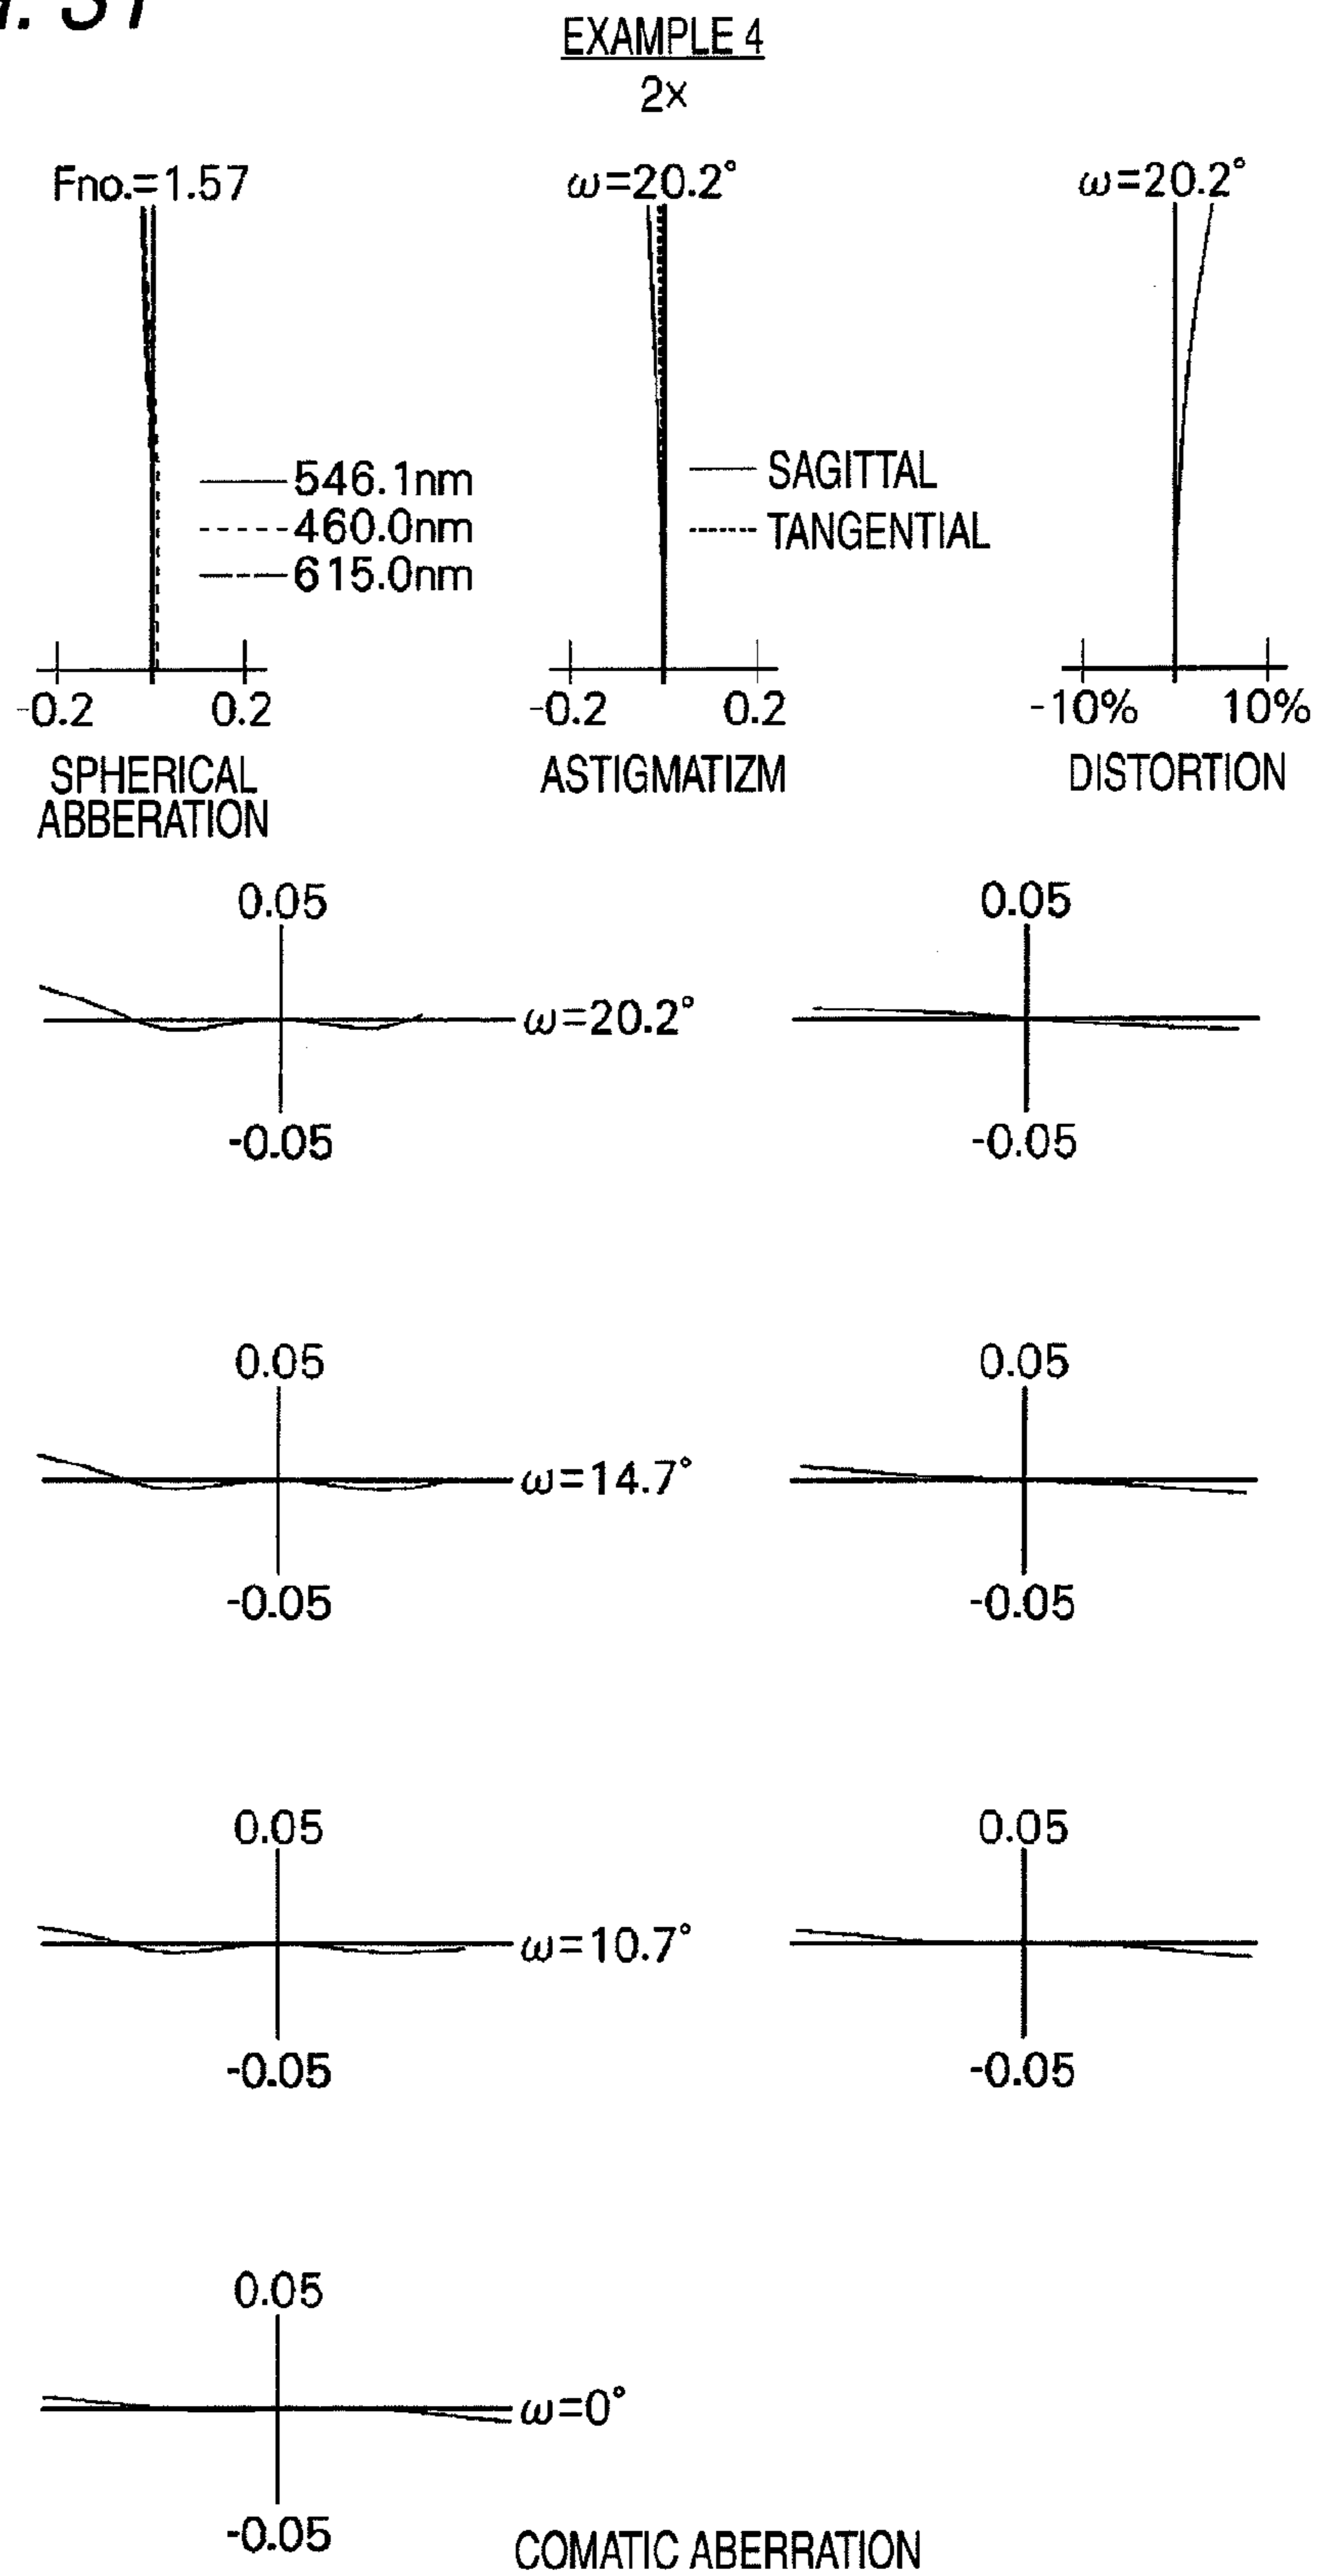 . 31
EXAMPLE 4
2×
Fno.=1.57
ω=20.2°
ω=20.2°
546.1nm
460.0nm
615.0nm
SAGITTAL
TANGENTIAL
-0.2 0.2
-0.2 0.2
-10% 10%
SPHERICAL
ABBERATION
ASTIGMATIZM
DISTORTION
0.05
0.05
ω=20.2°
-0.05
-0.05
0.05
0.05
ω=14.7°
-0.05
-0.05
0.05
0.05
ω=10.7°
-0.05
-0.05
0.05
ω=0°
-0.05
COMATIC ABERRATION